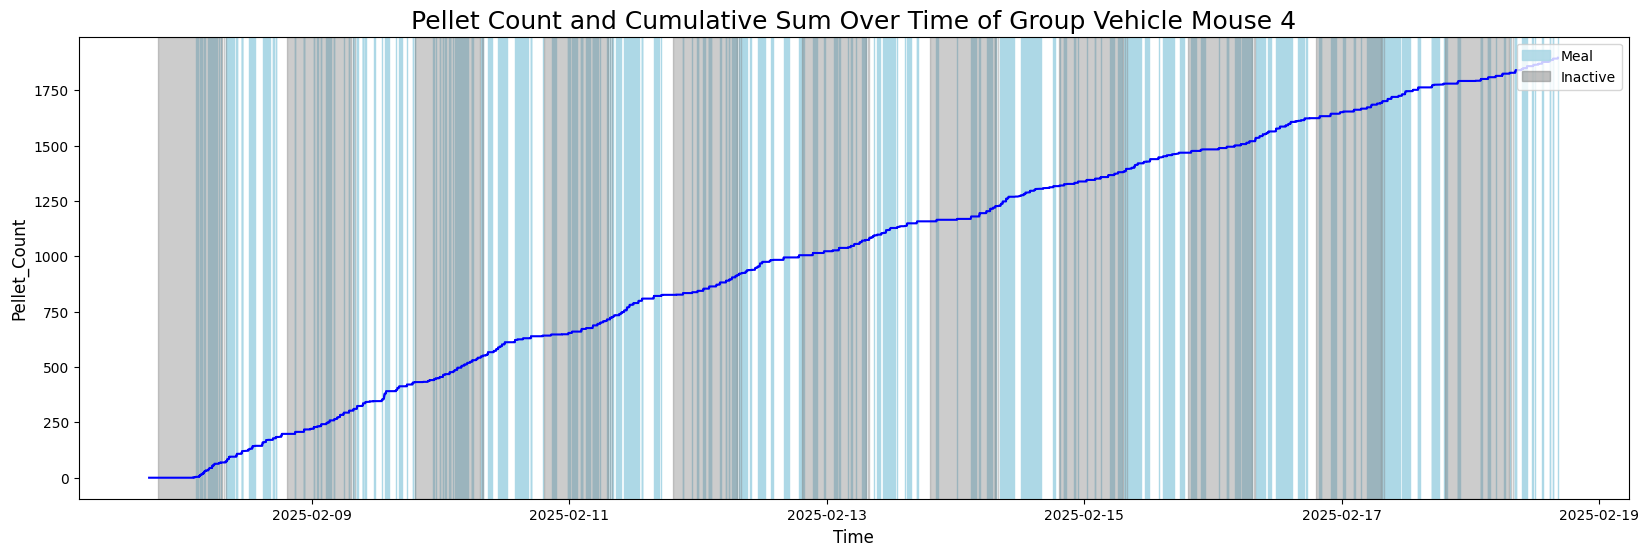 Pellet Count and Cumulative Sum Over Time of Group Vehicle Mouse 4
Meal
Inactive
Pellet_Count
1750
1500
1250
1000
750
500
250
0
2025-02-09
2025-02-11
2025-02-13
2025-02-15
2025-02-17
2025-02-19
Time